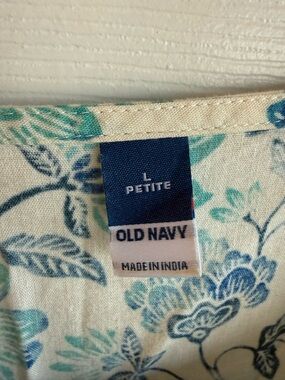 L
PETITE
OLD NAVY
MADE IN INDIA